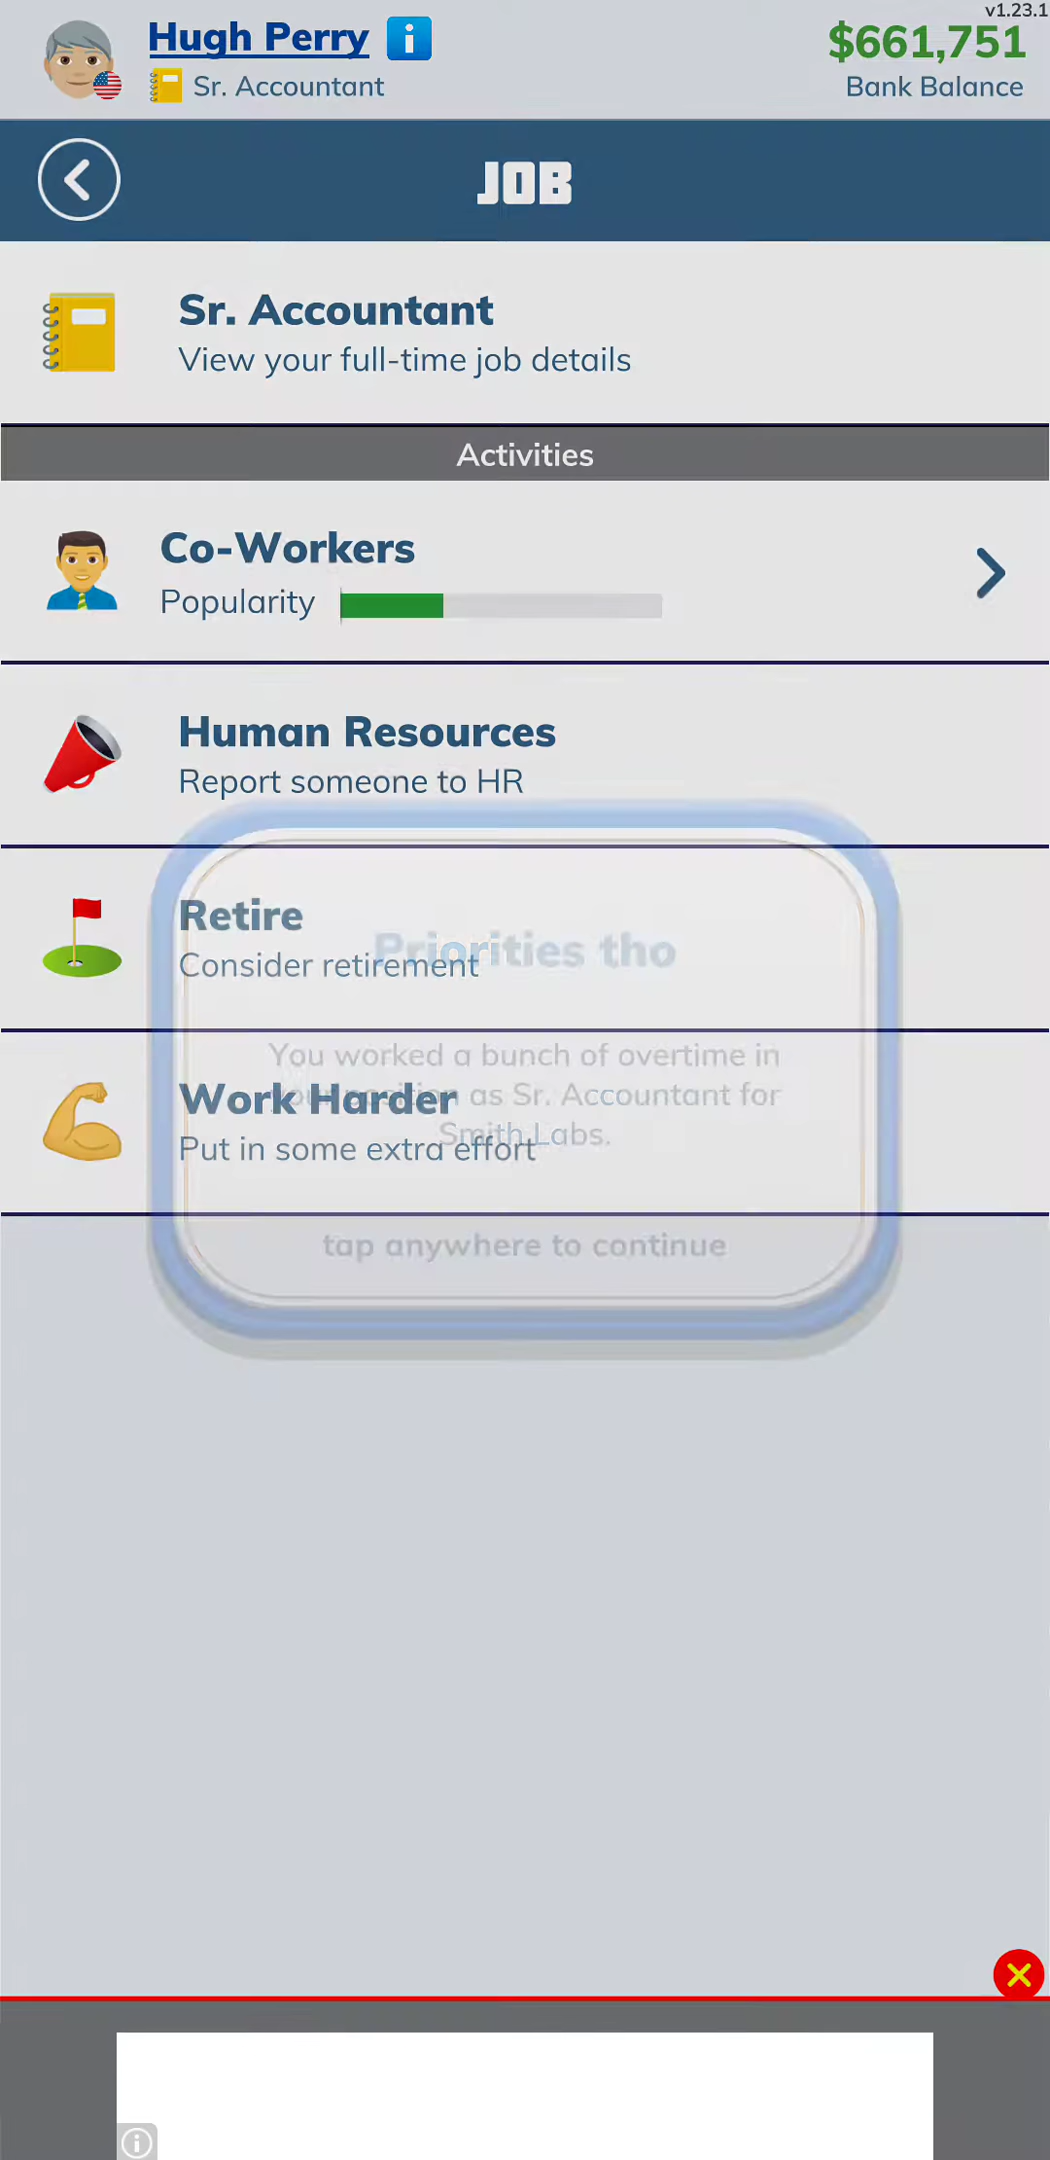 v1.23.1
Hugh Perry
$661,751
Sr. Accountant
Bank Balance
JOB
Sr. Accountant
View your full-time job details
Activities
Co-Workers
Popularity
Human Resources
Report someone to HR
Retire
Consider retirement
Priorities tho
You worked a bunch of overtime in
your position as Sr. Accountant for
Smith Labs.
Work Harder
Put in some extra effort
tap anywhere to continue